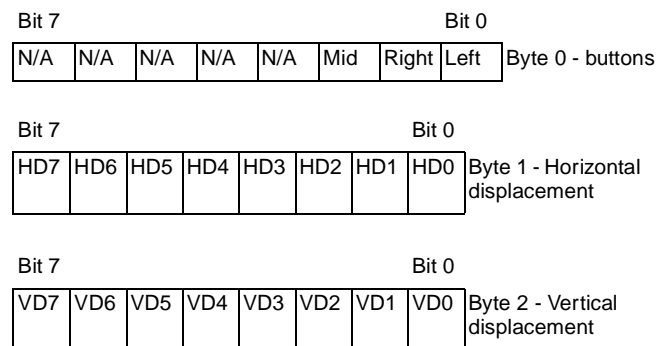 Bit 7 Bit 0
N/A N/A N/A N/A N/A Mid Right Left Byte 0 - buttons
Bit 7 Bit 0
HD7 HD6 HD5 HD4 HD3 HD2 HD1 HD0 Byte 1 - Horizontal
displacement
Bit 7 Bit 0
VD7 VD6 VD5 VD4 VD3 VD2 VD1 VD0 Byte 2 - Vertical
displacement